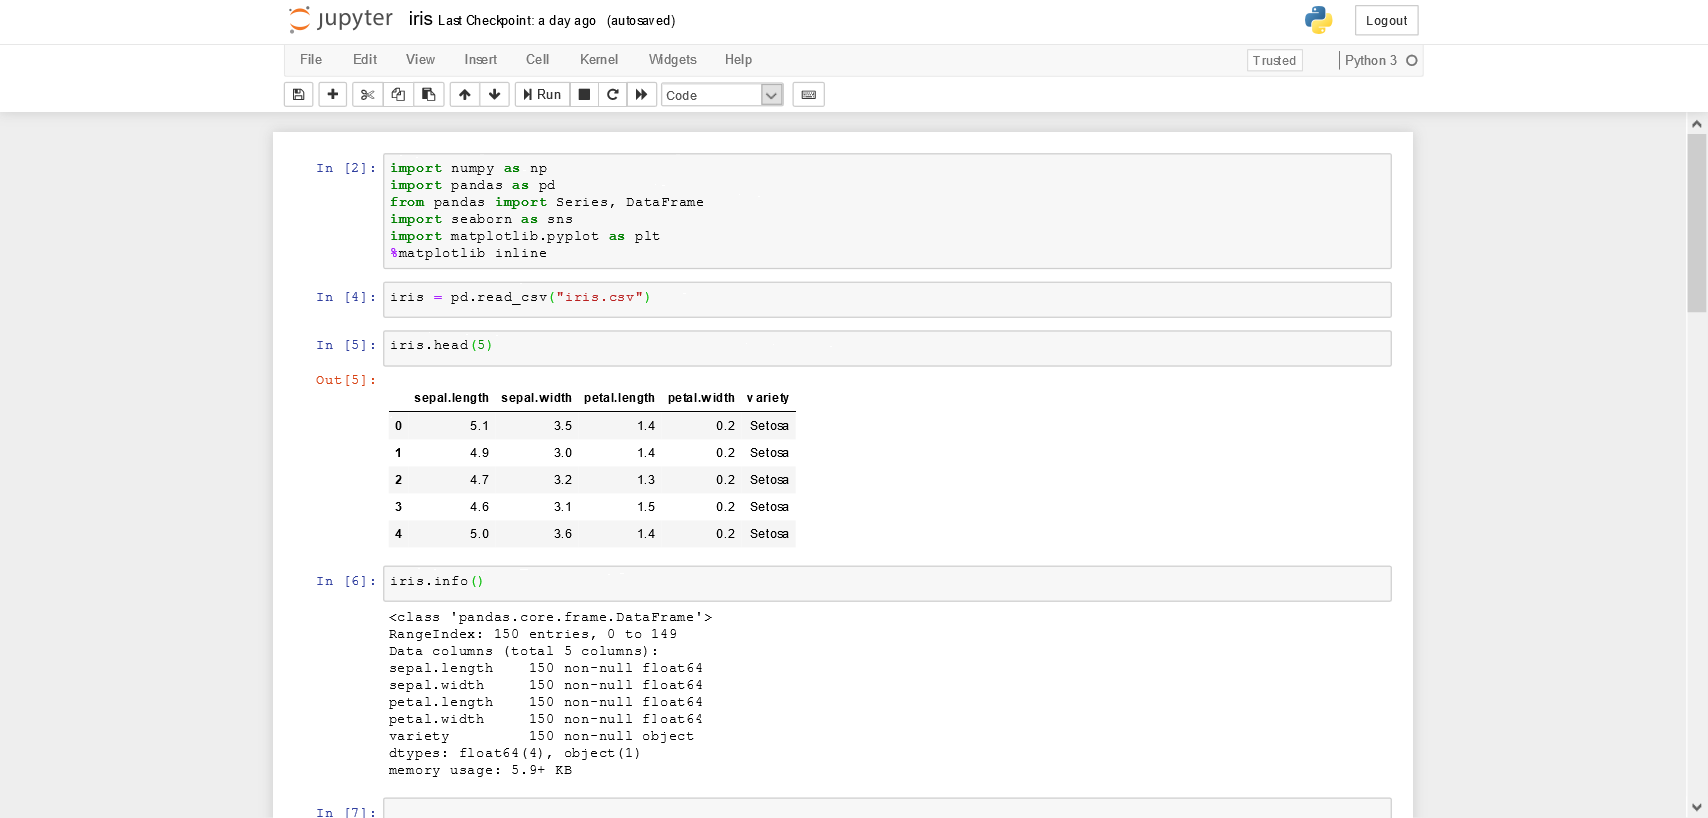 jupyter iris Last Checkpoint: a day ago (autosaved) Logout
File Edit View Insert Cell Kernel Widgets Help Trusted Python 3
Run Code
In [2]: import numpy as np
import pandas as pd
from pandas import Series, DataFrame
import seaborn as sns
import matplotlib.pyplot as plt
%matplotlib inline
In [4]: iris = pd.read_csv("iris.csv")
In [5]: iris.head(5)
Out[5]:
sepal.length sepal.width petal.length petal.width variety
0 5.1 3.5 1.4 0.2 Setosa
1 4.9 3.0 1.4 0.2 Setosa
2 4.7 3.2 1.3 0.2 Setosa
3 4.6 3.1 1.5 0.2 Setosa
4 5.0 3.6 1.4 0.2 Setosa
In [6]: iris.info()
<class 'pandas.core.frame.DataFrame'>
RangeIndex: 150 entries, 0 to 149
Data columns (total 5 columns):
sepal.length    150 non-null float64
sepal.width     150 non-null float64
petal.length    150 non-null float64
petal.width     150 non-null float64
variety         150 non-null object
dtypes: float64(4), object(1)
memory usage: 5.9+ KB
In [7]: